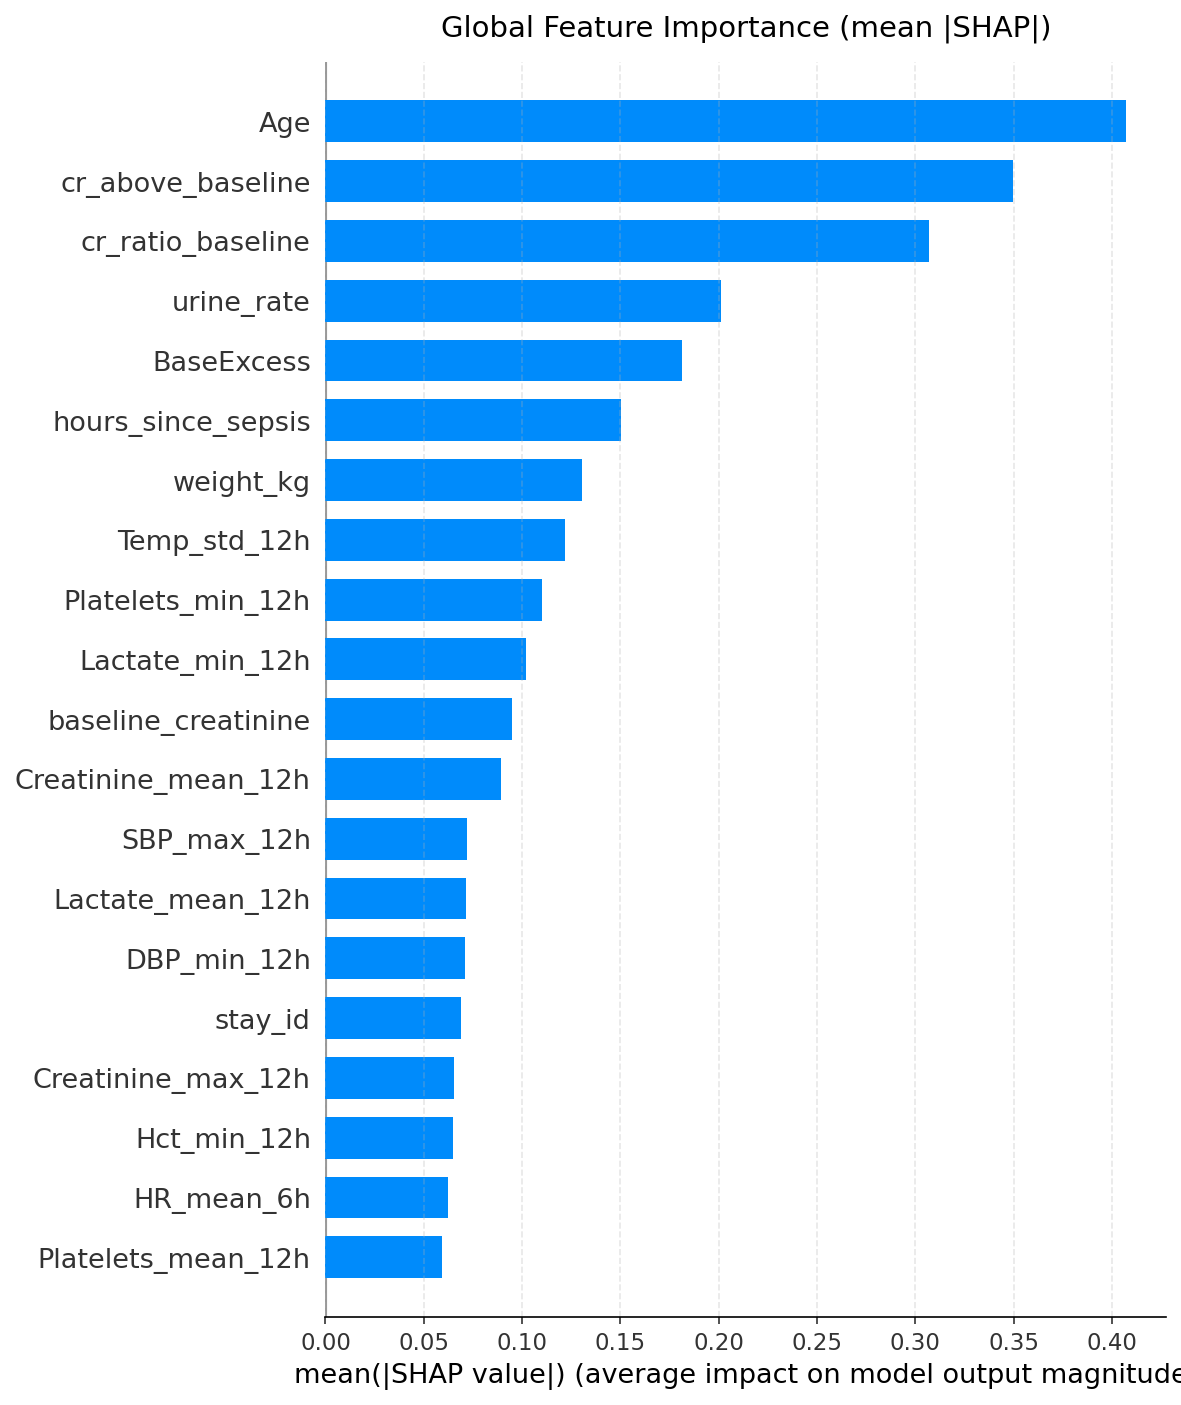 Global Feature Importance (mean |SHAP|)
Age
cr_above_baseline
cr_ratio_baseline
urine_rate
BaseExcess
hours_since_sepsis
weight_kg
Temp_std_12h
Platelets_min_12h
Lactate_min_12h
baseline_creatinine
Creatinine_mean_12h
SBP_max_12h
Lactate_mean_12h
DBP_min_12h
stay_id
Creatinine_max_12h
Hct_min_12h
HR_mean_6h
Platelets_mean_12h
0.00 0.05 0.10 0.15 0.20 0.25 0.30 0.35 0.40
mean(|SHAP value|) (average impact on model output magnitude